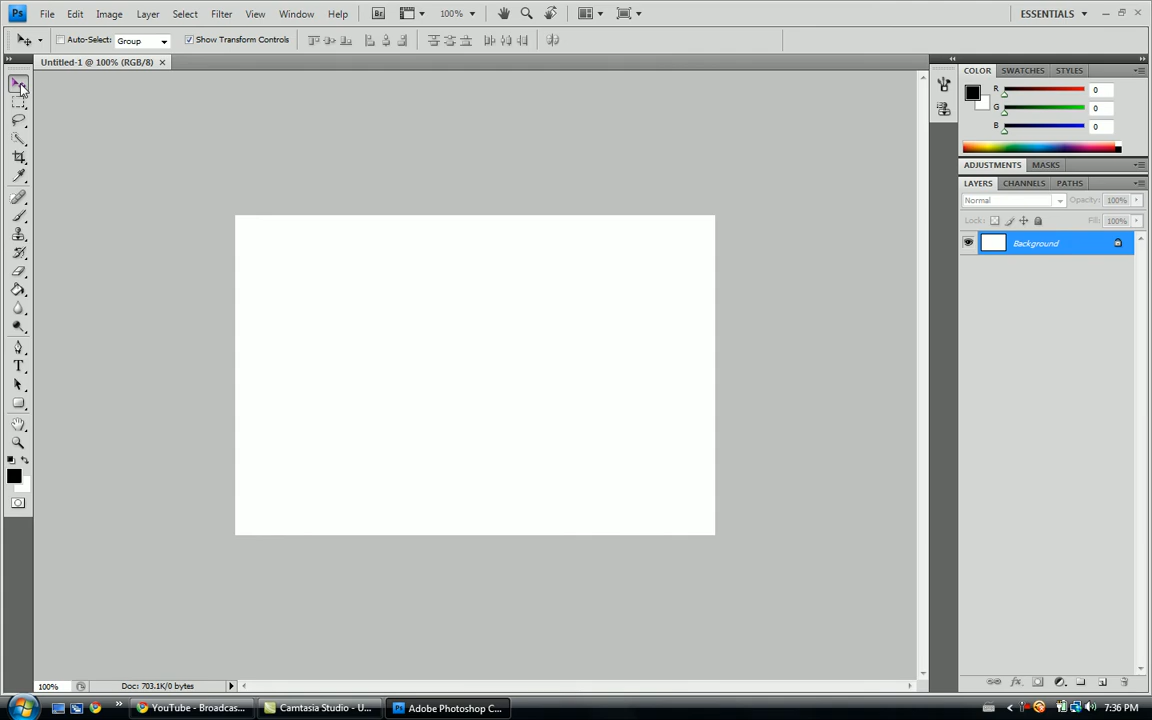 Ps File Edit Image Layer Select Filter View Window Help Br 100% ESSENTIALS
Auto-Select: Group Show Transform Controls
Untitled-1 @ 100% (RGB/8)
COLOR SWATCHES STYLES
R 0
G 0
B 0
ADJUSTMENTS MASKS
LAYERS CHANNELS PATHS
Normal Opacity: 100%
Lock: Fill: 100%
Background
T
100% Doc: 703.1K/0 bytes
YouTube - Broadcas... Camtasia Studio - U... Ps Adobe Photoshop C... 7:36 PM